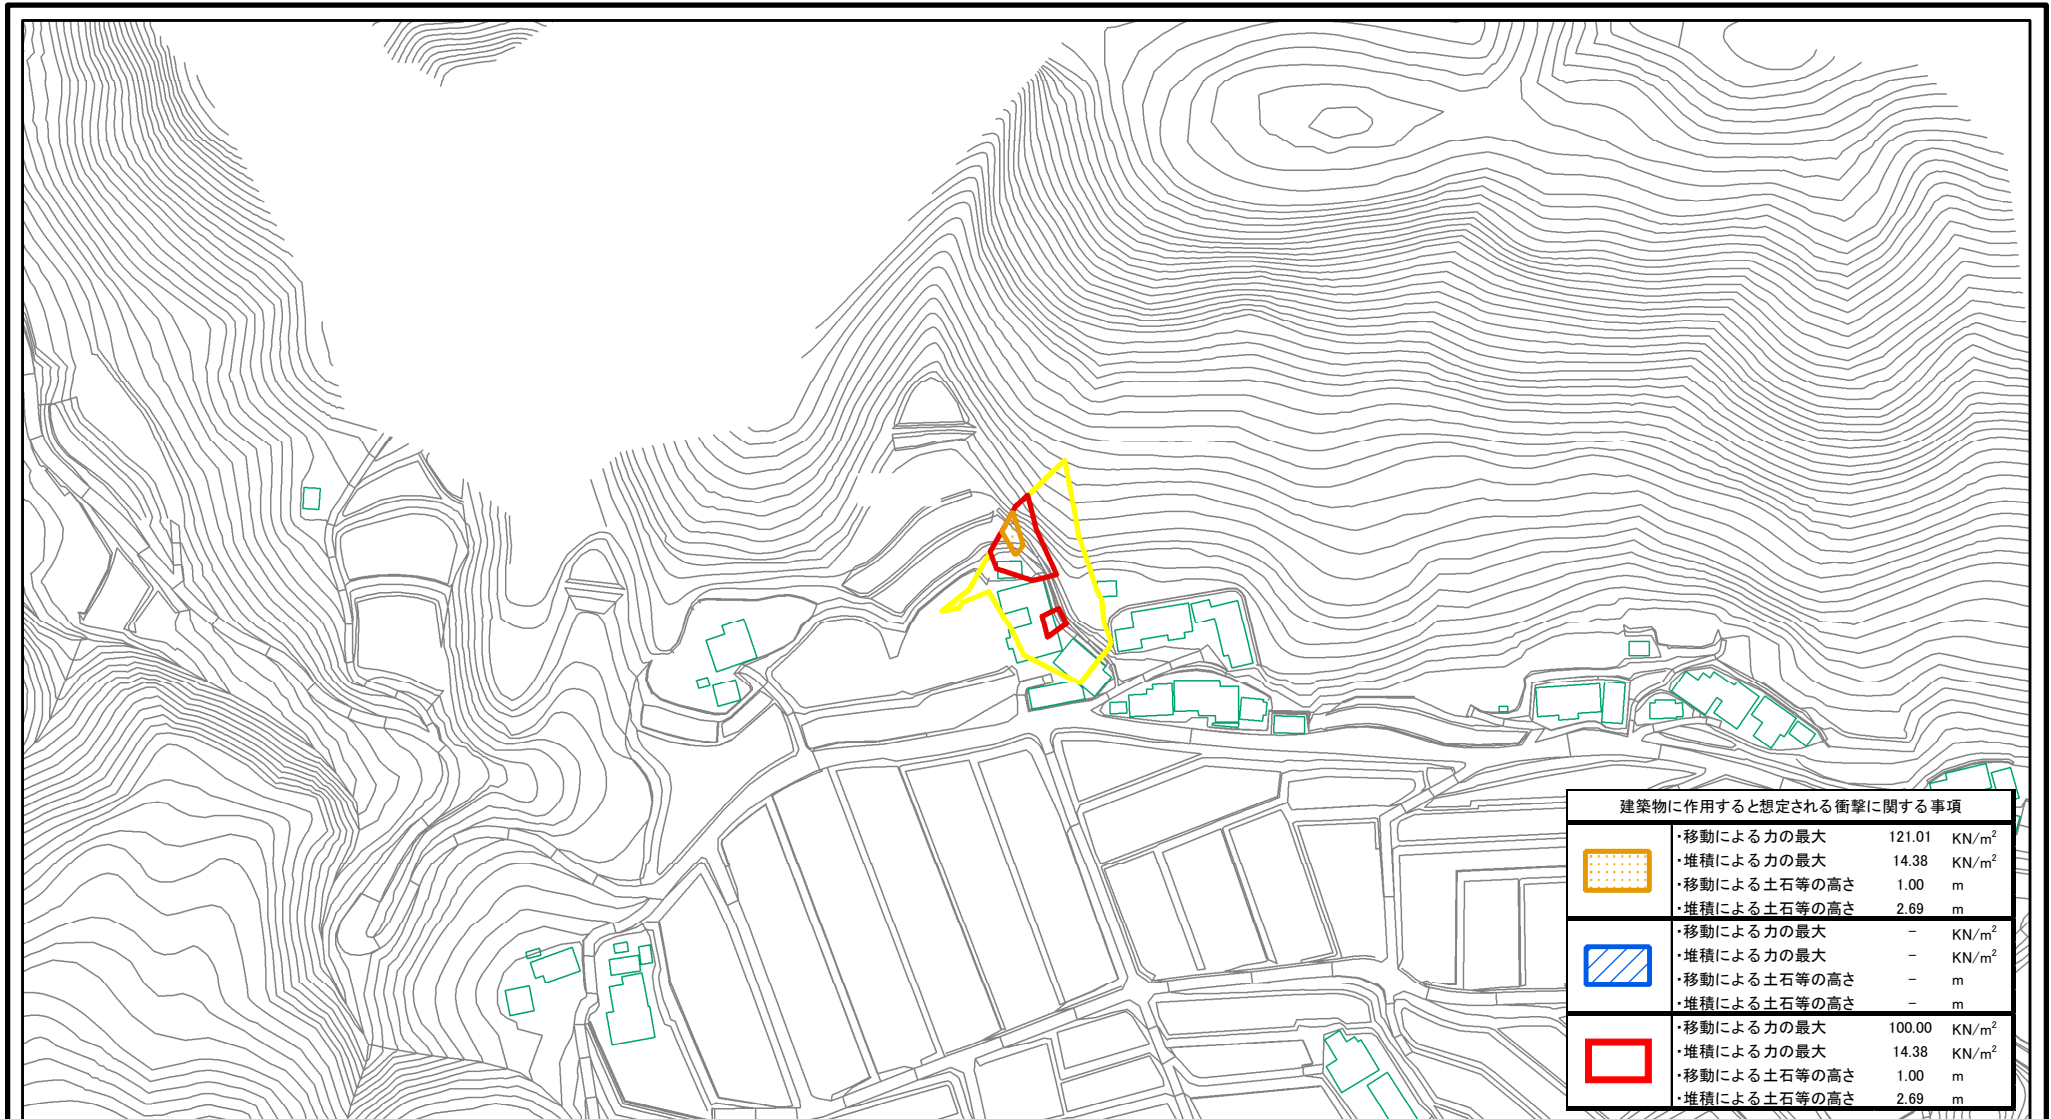 建築物に作用すると想定される衝撃に関する事項
・移動による力の最大 121.01 KN/m²
・堆積による力の最大 14.38 KN/m²
・移動による土石等の高さ 1.00 m
・堆積による土石等の高さ 2.69 m
・移動による力の最大 － KN/m²
・堆積による力の最大 － KN/m²
・移動による土石等の高さ － m
・堆積による土石等の高さ － m
・移動による力の最大 100.00 KN/m²
・堆積による力の最大 14.38 KN/m²
・移動による土石等の高さ 1.00 m
・堆積による土石等の高さ 2.69 m